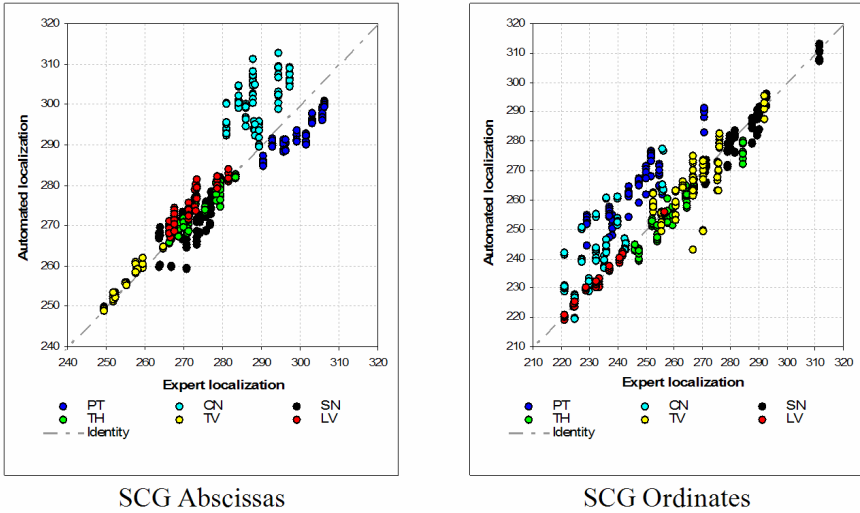 320
310
300
290
280
270
260
250
240
Automated localization
240 250 260 270 280 290 300 310 320
Expert localization
PT CN SN
TH TV LV
Identity
SCG Abscissas
320
310
300
290
280
270
260
250
240
230
220
210
Automated localization
210 220 230 240 250 260 270 280 290 300 310 320
Expert localization
PT CN SN
TH TV LV
Identity
SCG Ordinates